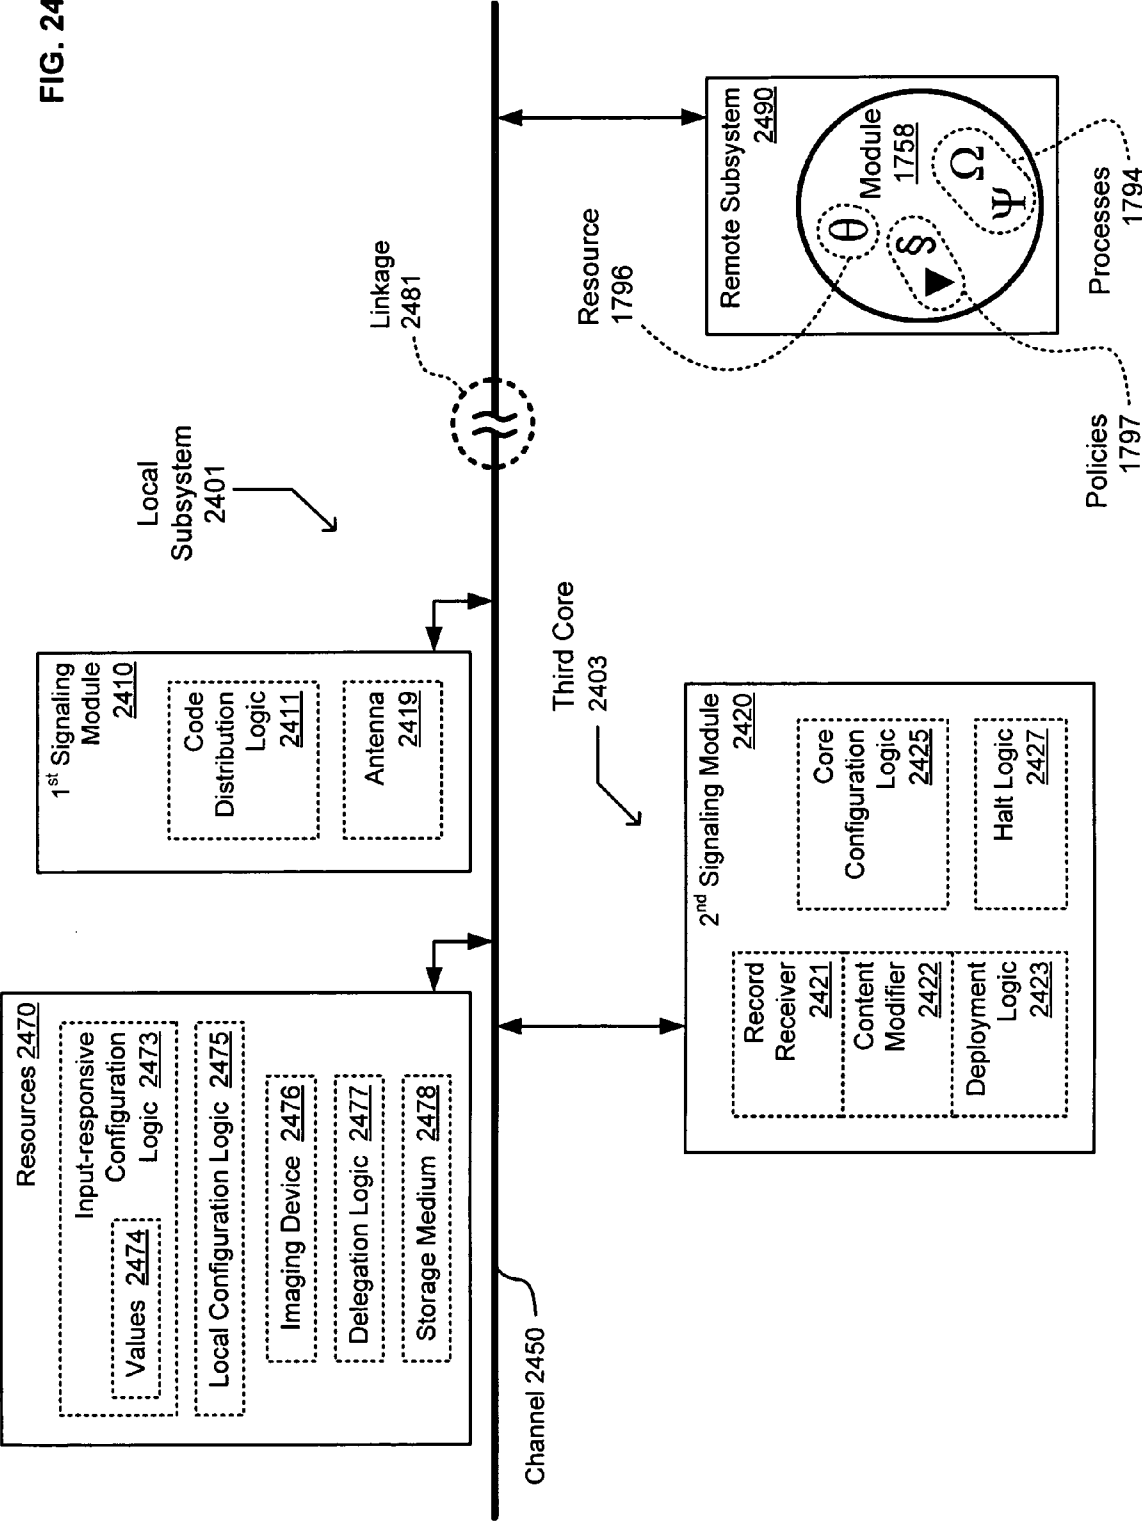 FIG. 24
Resources 2470
Input-responsive
Configuration
Logic 2473
Values 2474
Local Configuration Logic 2475
Imaging Device 2476
Delegation Logic 2477
Storage Medium 2478
1st Signaling
Module
2410
Code
Distribution
Logic
2411
Antenna
2419
Local
Subsystem
2401
Linkage
2481
Channel 2450
Third Core
2403
2nd Signaling Module
2420
Record
Receiver
2421
Content
Modifier
2422
Deployment
Logic
2423
Core
Configuration
Logic
2425
Halt Logic
2427
Resource
1796
Remote Subsystem
2490
Module
1758
θ
▲ §
Ψ Ω
Policies
1797
Processes
1794